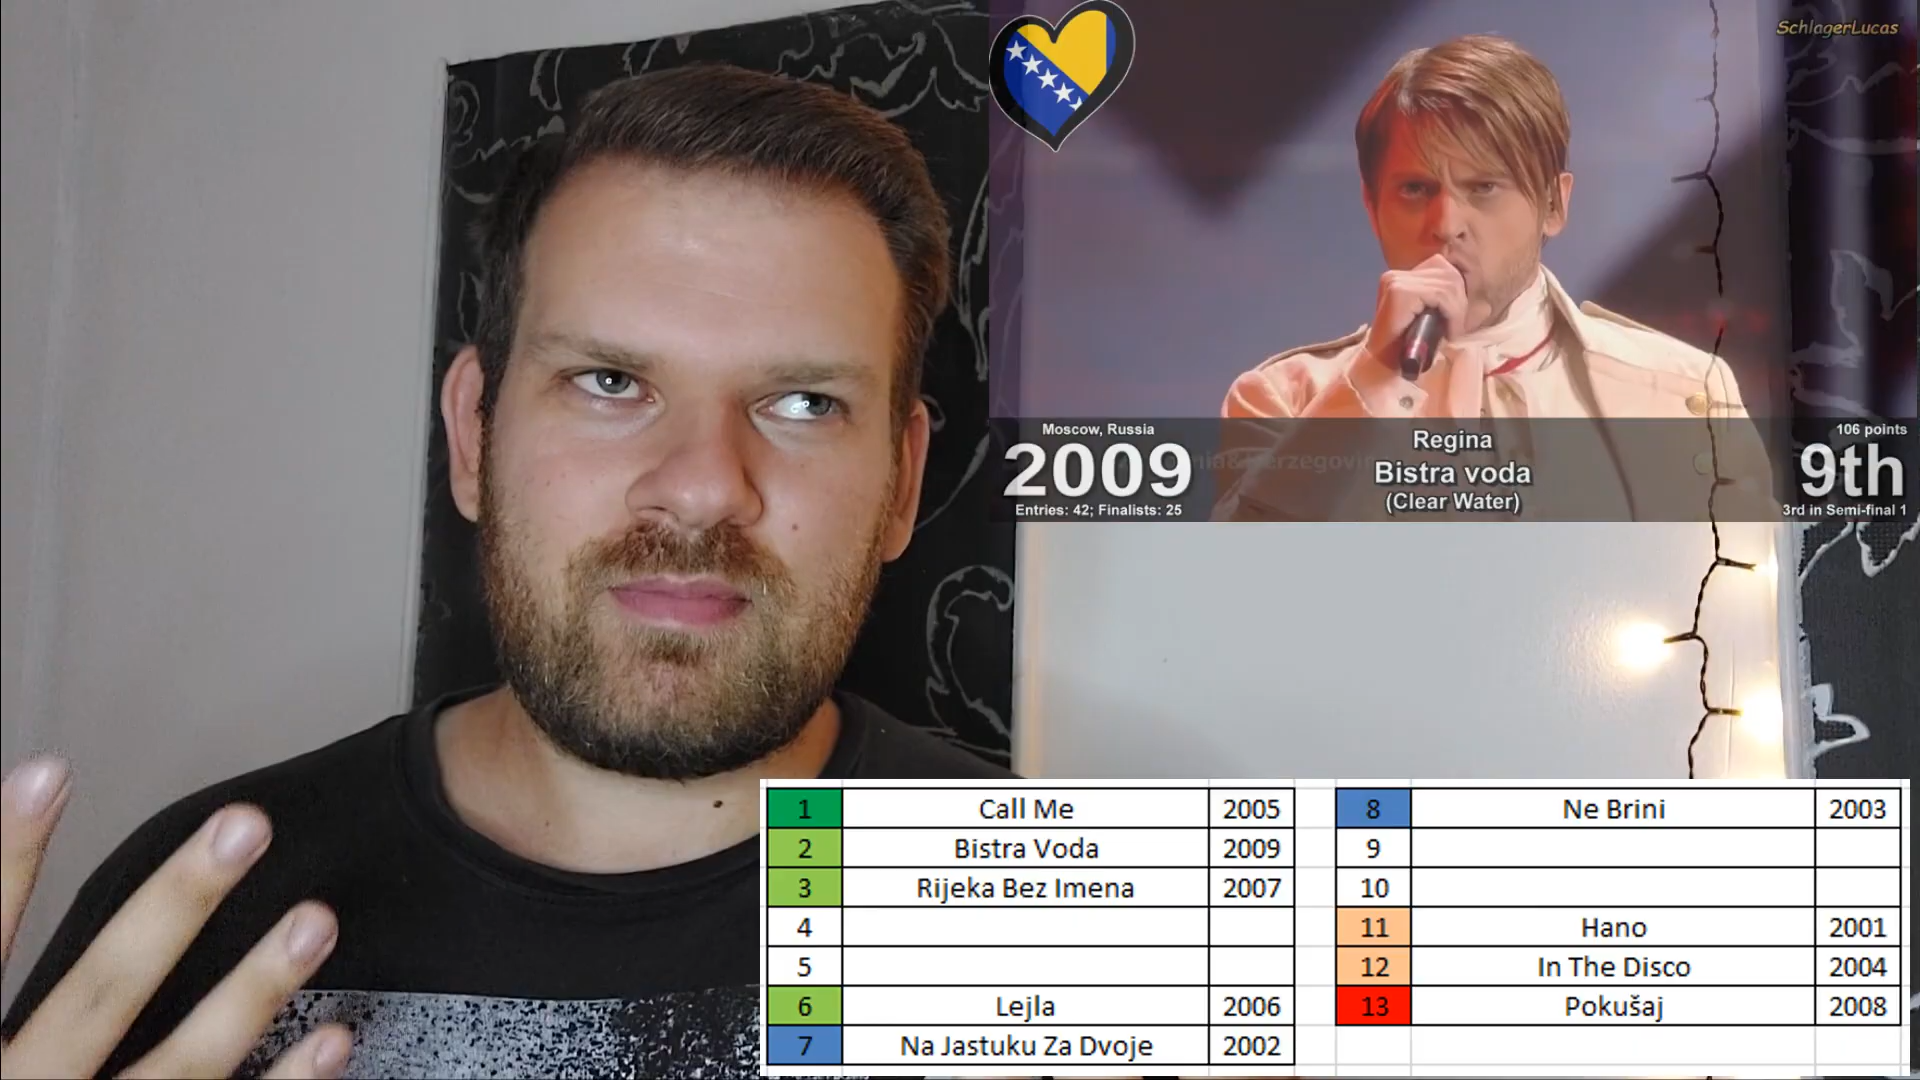 SchlagerLucas
Moscow, Russia
2009
Entries: 42; Finalists: 25
Regina
Bistra voda
(Clear Water)
106 points
9th
3rd in Semi-final 1
1 Call Me 2005
2 Bistra Voda 2009
3 Rijeka Bez Imena 2007
4
5
6 Lejla 2006
7 Na Jastuku Za Dvoje 2002
8 Ne Brini 2003
9
10
11 Hano 2001
12 In The Disco 2004
13 Pokušaj 2008